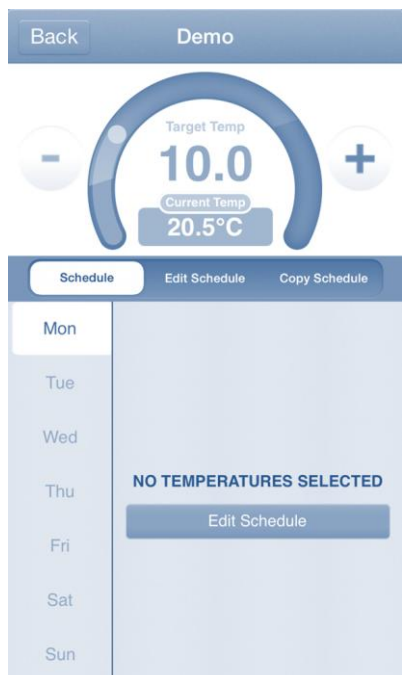 Back Demo
Target Temp
- 10.0 +
Current Temp
20.5°C
Schedule Edit Schedule Copy Schedule
Mon
Tue
Wed
Thu
NO TEMPERATURES SELECTED
Edit Schedule
Fri
Sat
Sun